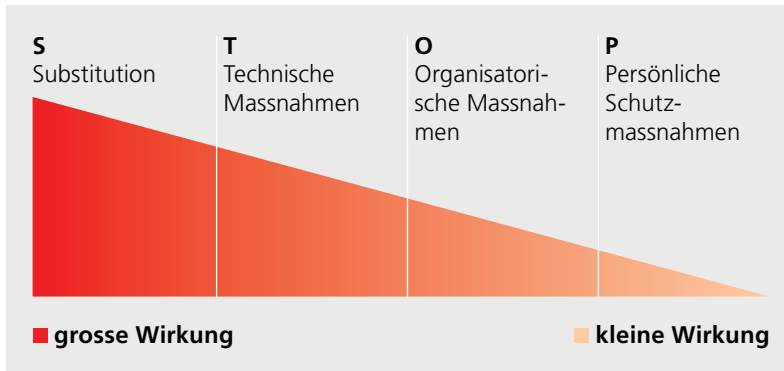 S
Substitution
T
Technische
Massnahmen
O
Organisatori-
sche Massnah-
men
P
Persönliche
Schutz-
massnahmen
grosse Wirkung
kleine Wirkung